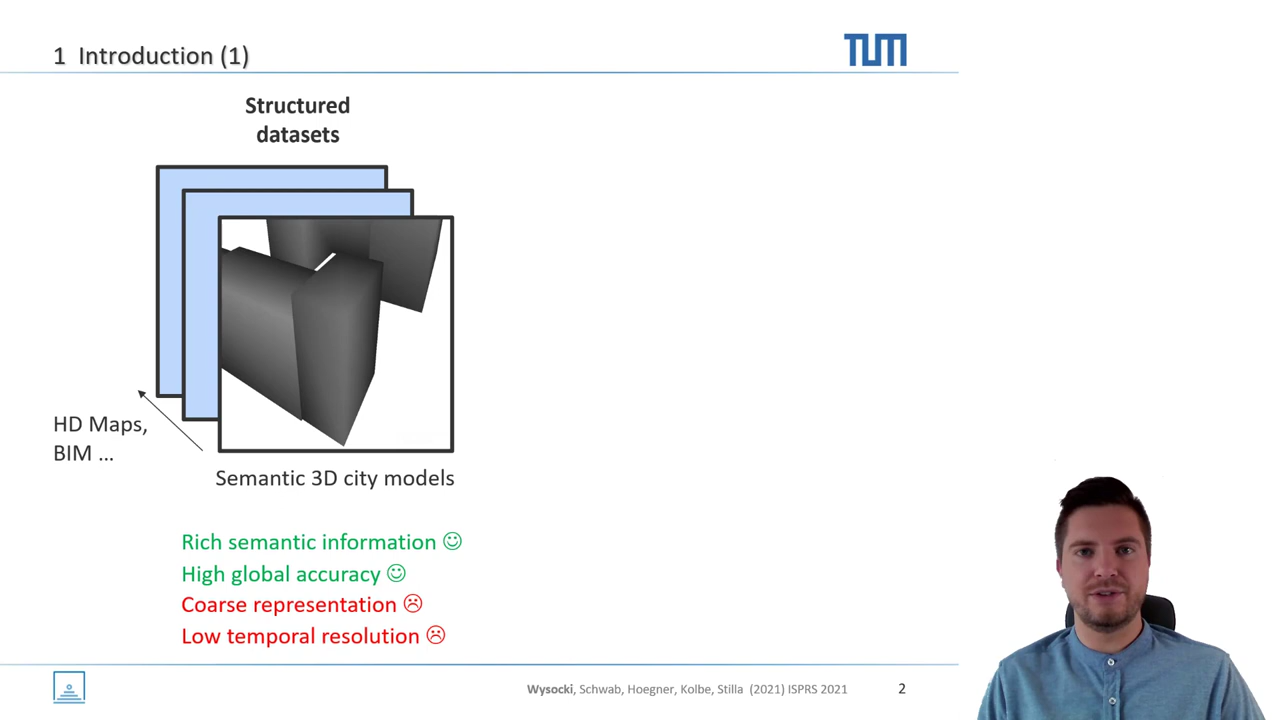 1 Introduction (1)
TUM
Structured
datasets
HD Maps,
BIM ...
Semantic 3D city models
Rich semantic information ☺
High global accuracy ☺
Coarse representation ☹
Low temporal resolution ☹
Wysocki, Schwab, Hoegner, Kolbe, Stilla (2021) ISPRS 2021
2